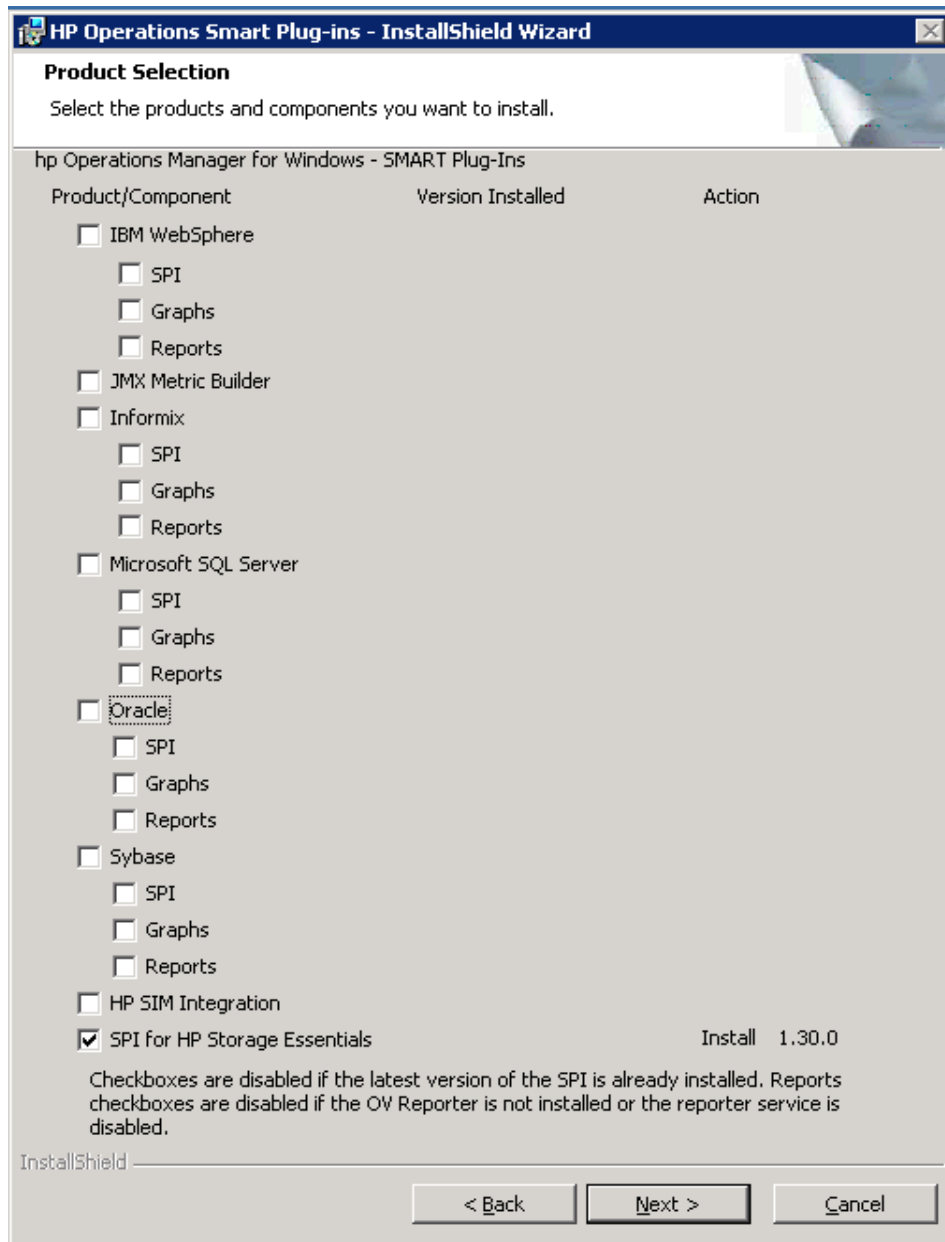 HP Operations Smart Plug-ins - InstallShield Wizard
Product Selection
Select the products and components you want to install.
hp Operations Manager for Windows - SMART Plug-Ins
Product/Component Version Installed Action
IBM WebSphere
SPI
Graphs
Reports
JMX Metric Builder
Informix
SPI
Graphs
Reports
Microsoft SQL Server
SPI
Graphs
Reports
Oracle
SPI
Graphs
Reports
Sybase
SPI
Graphs
Reports
HP SIM Integration
SPI for HP Storage Essentials Install 1.30.0
Checkboxes are disabled if the latest version of the SPI is already installed. Reports
checkboxes are disabled if the OV Reporter is not installed or the reporter service is
disabled.
InstallShield
< Back Next > Cancel